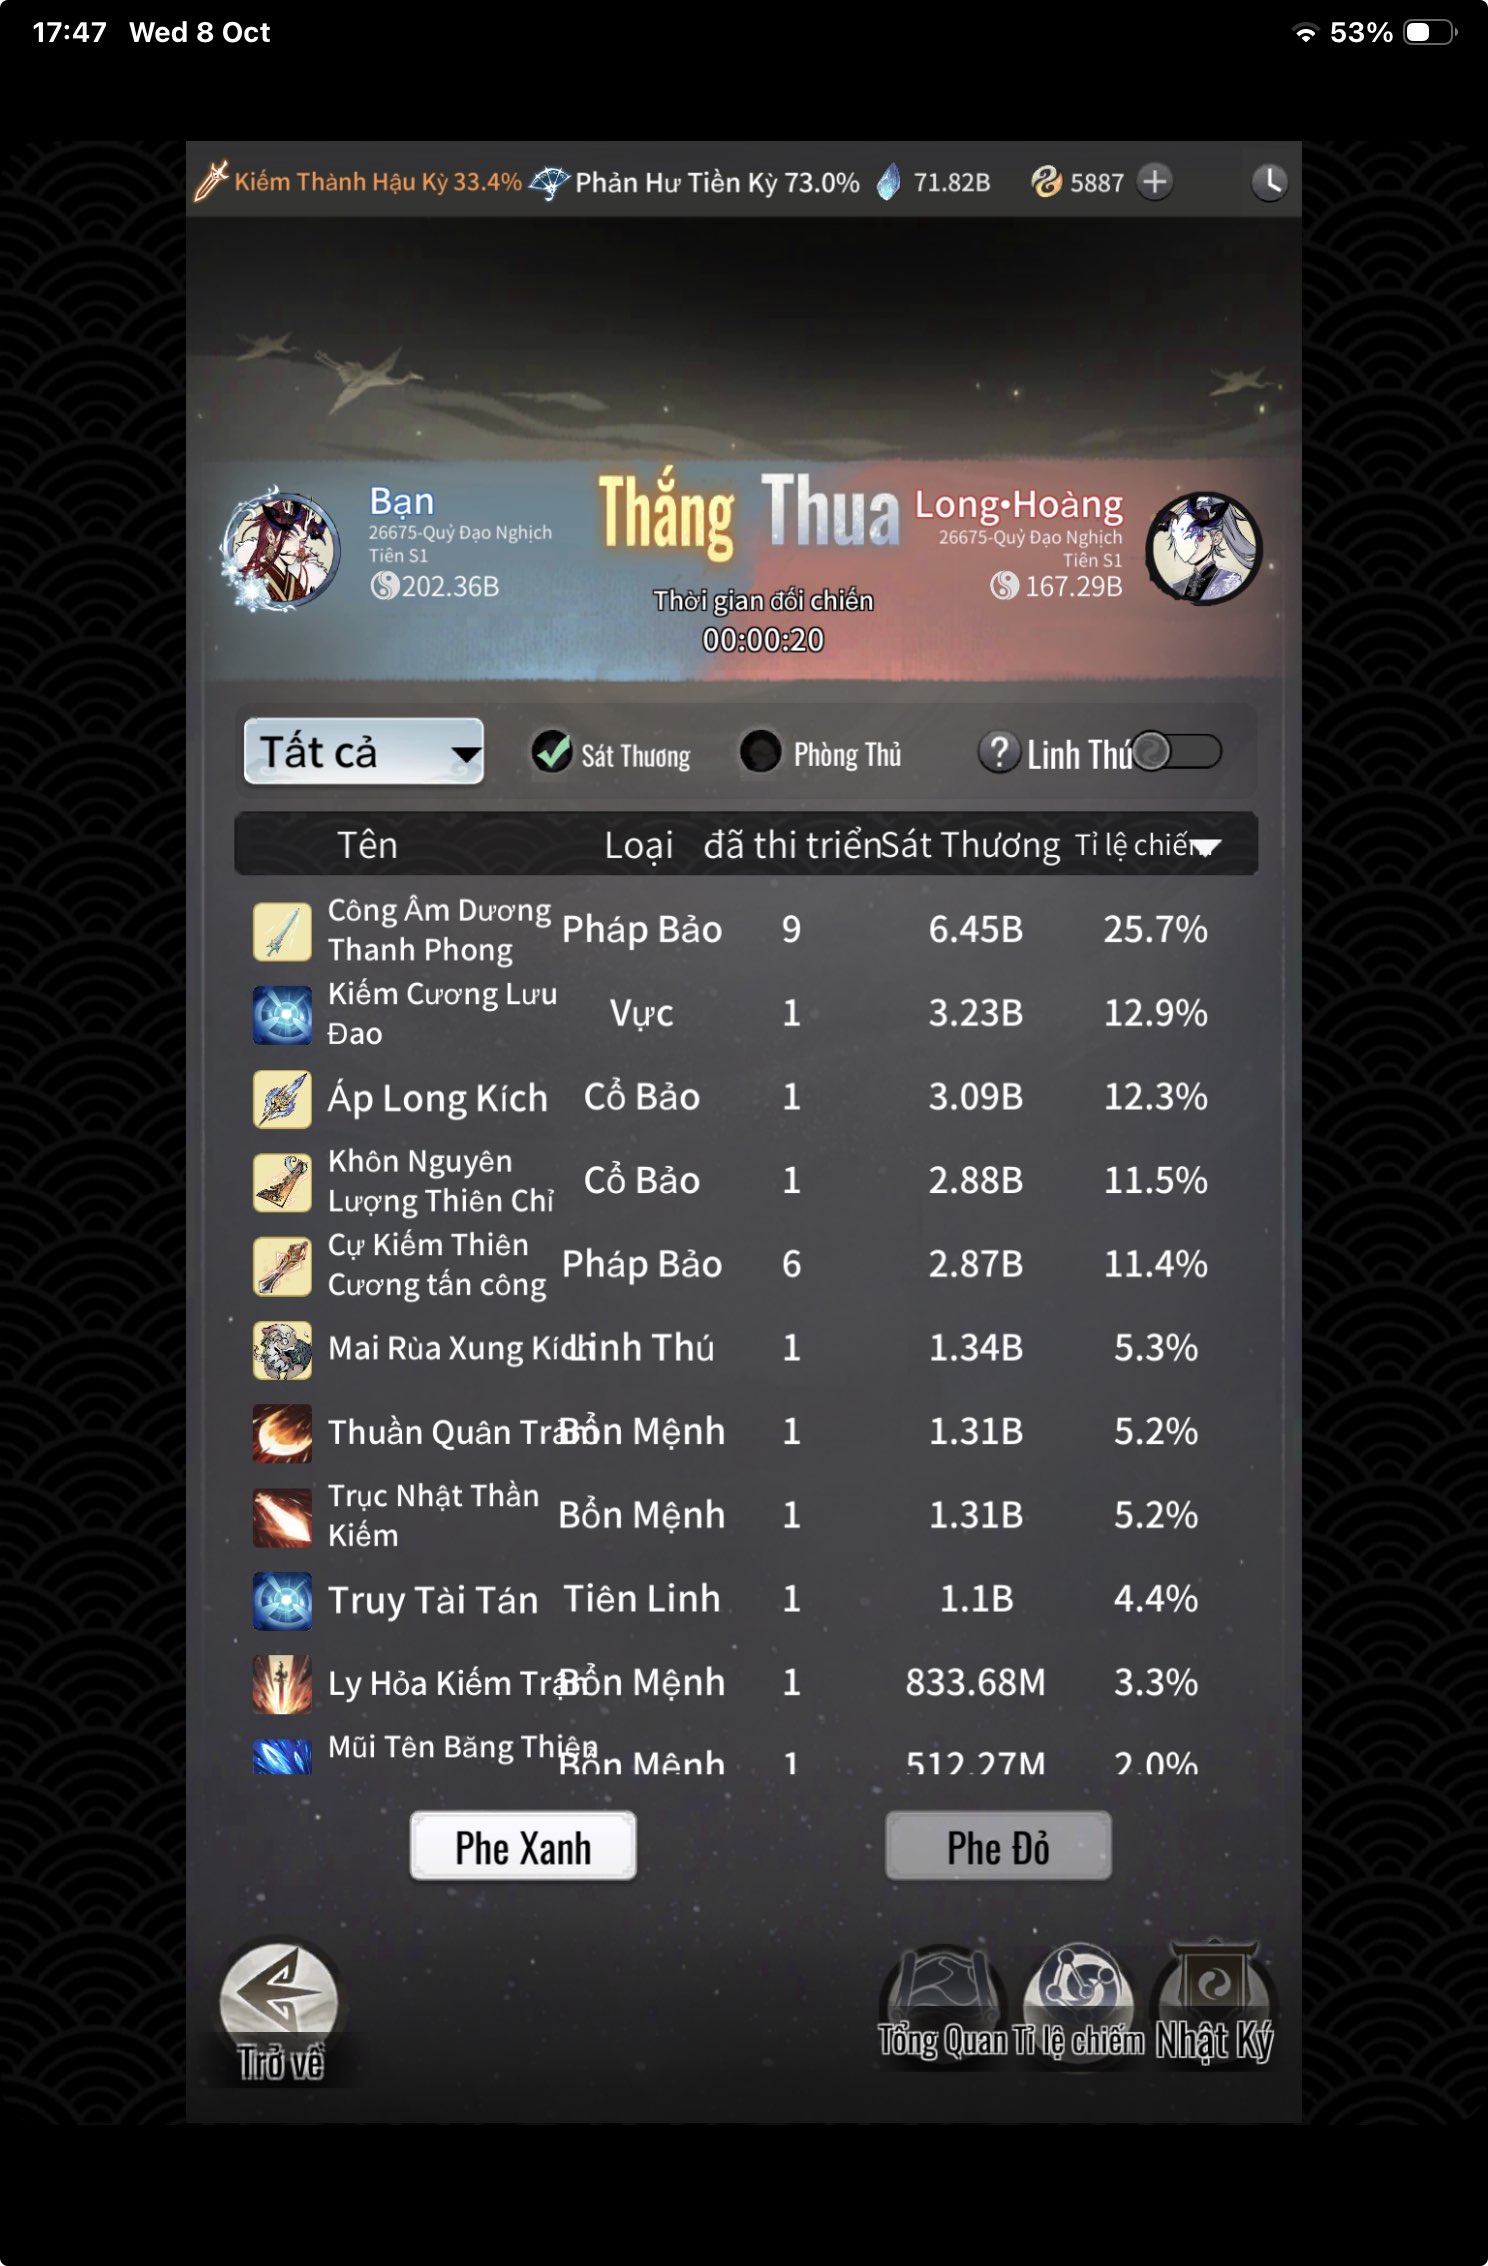 17:47 Wed 8 Oct 53%
Kiếm Thành Hậu Kỳ 33.4% Phản Hư Tiền Kỳ 73.0% 71.82B 5887
Thắng Thua
Bạn
26675-Quỷ Đạo Nghịch
Tiên S1
202.36B
Long•Hoàng
26675-Quỷ Đạo Nghịch
Tiên S1
167.29B
Thời gian đối chiến
00:00:20
Tất cả Sát Thương Phòng Thủ ? Linh Thú
Tên Loại đã thi triển Sát Thương Tỉ lệ chiếm
Công Âm Dương
Thanh Phong Pháp Bảo 9 6.45B 25.7%
Kiếm Cương Lưu
Đao Vực 1 3.23B 12.9%
Áp Long Kích Cổ Bảo 1 3.09B 12.3%
Khôn Nguyên
Lượng Thiên Chỉ Cổ Bảo 1 2.88B 11.5%
Cự Kiếm Thiên
Cương tấn công Pháp Bảo 6 2.87B 11.4%
Mai Rùa Xung Kích Linh Thú 1 1.34B 5.3%
Thuần Quân Trảm Bổn Mệnh 1 1.31B 5.2%
Trục Nhật Thần
Kiếm Bổn Mệnh 1 1.31B 5.2%
Truy Tài Tán Tiên Linh 1 1.1B 4.4%
Ly Hỏa Kiếm Trận Bổn Mệnh 1 833.68M 3.3%
Mũi Tên Băng Thiên Bổn Mệnh 1 512.27M 2.0%
Phe Xanh Phe Đỏ
Trở về Tổng Quan Tỉ lệ chiếm Nhật Ký